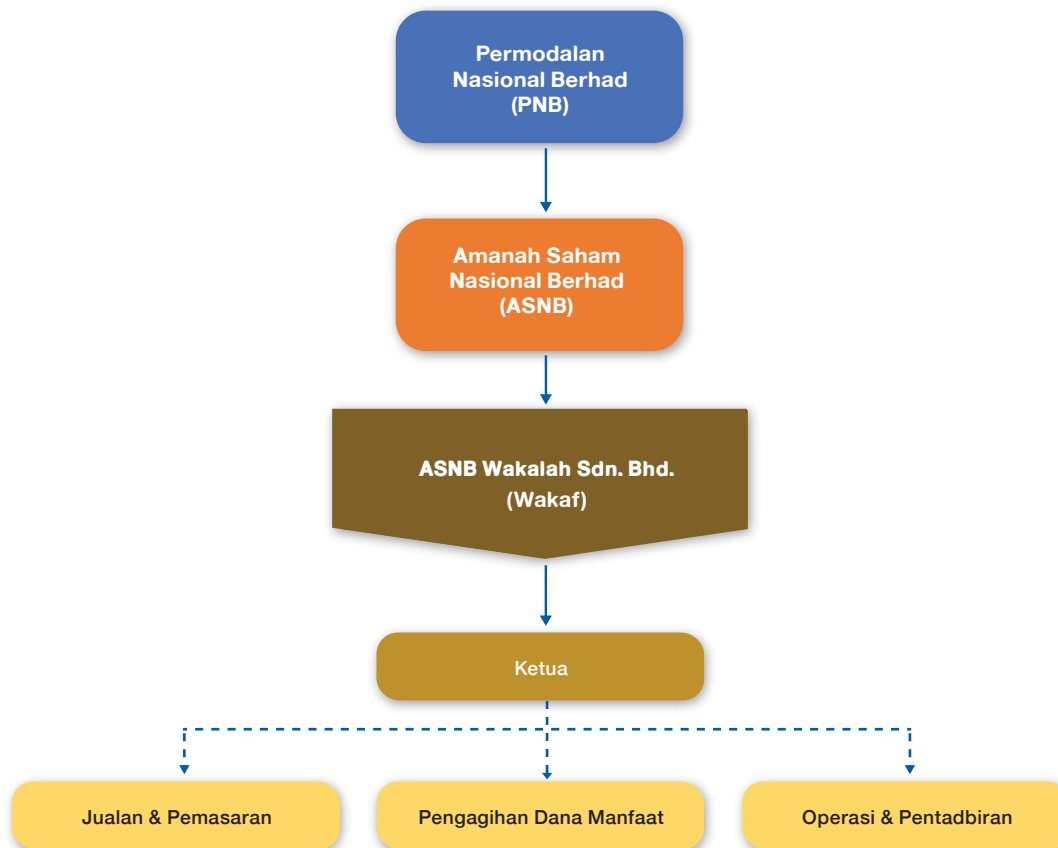 Permodalan
Nasional Berhad
(PNB)
Amanah Saham
Nasional Berhad
(ASNB)
ASNB Wakalah Sdn. Bhd.
(Wakaf)
Ketua
Jualan & Pemasaran
Pengagihan Dana Manfaat
Operasi & Pentadbiran